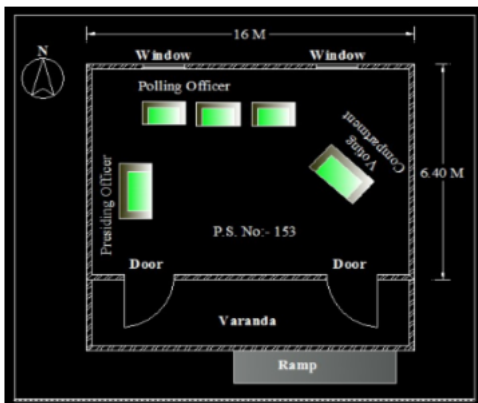 16 M
N
Window
Window
Polling Officer
Voting
Compartment
6.40 M
Presiding Officer
P.S. No:- 153
Door
Door
Varanda
Ramp